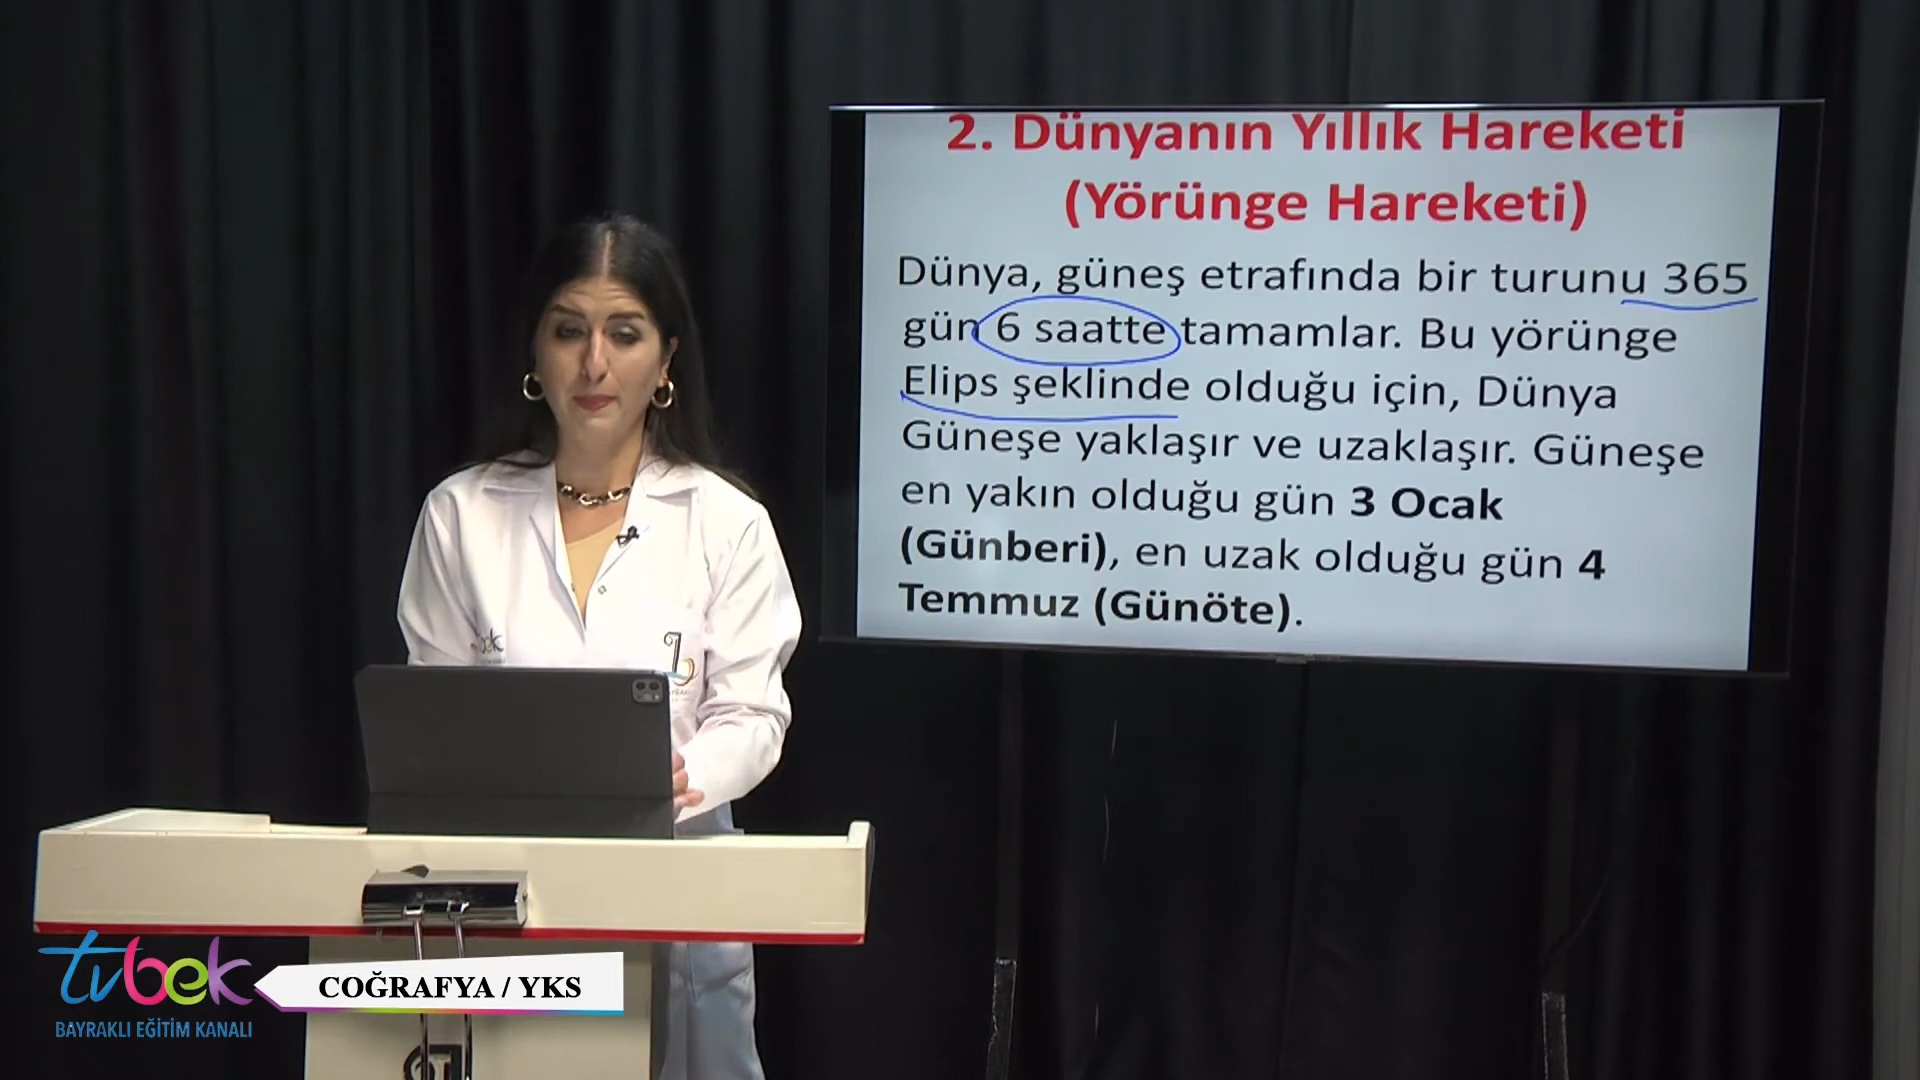 2. Dünyanın Yıllık Hareketi
(Yörünge Hareketi)
Dünya, güneş etrafında bir turunu 365
gün 6 saatte tamamlar. Bu yörünge
Elips şeklinde olduğu için, Dünya
Güneşe yaklaşır ve uzaklaşır. Güneşe
en yakın olduğu gün 3 Ocak
(Günberi), en uzak olduğu gün 4
Temmuz (Günöte).
tvbek
COĞRAFYA / YKS
BAYRAKLI EĞİTİM KANALI